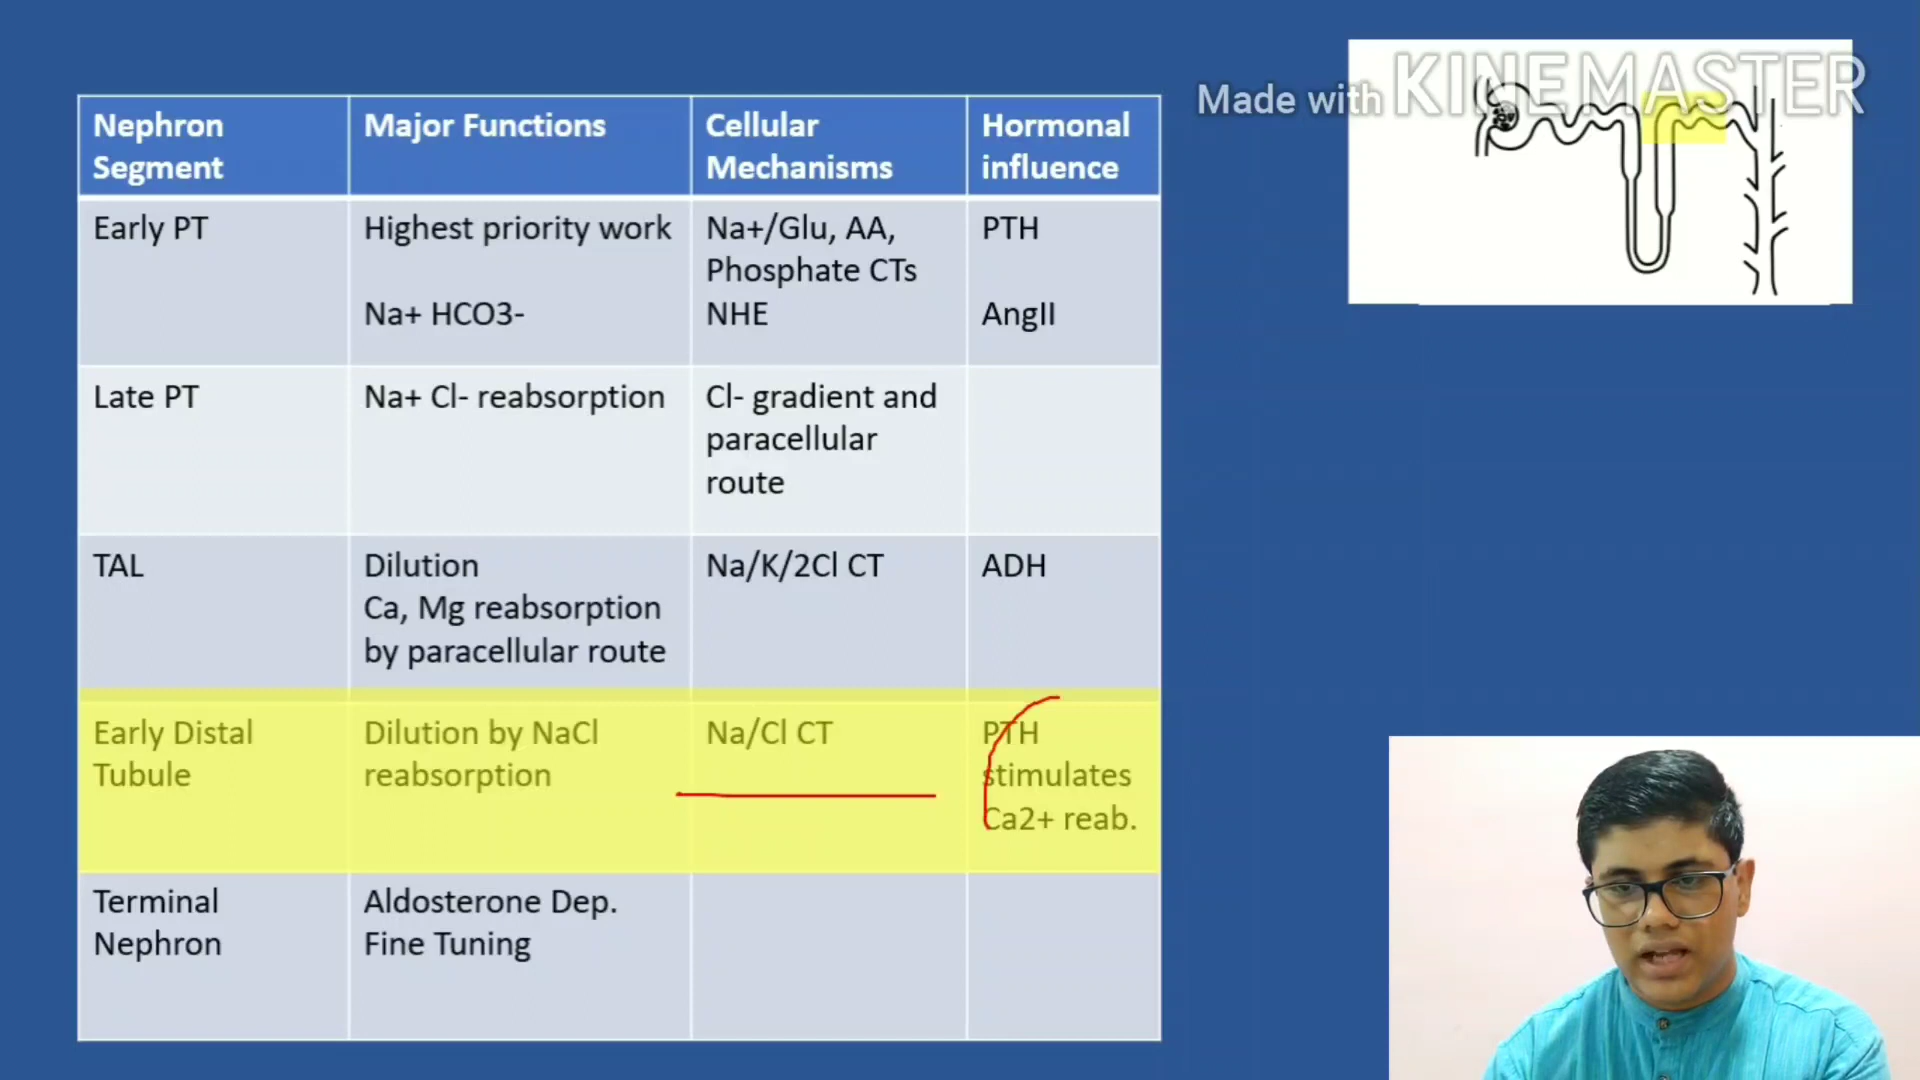 Made with KINEMASTER
Nephron Segment
Major Functions
Cellular Mechanisms
Hormonal influence
Early PT
Highest priority work
Na+ HCO3-
Na+/Glu, AA,
Phosphate CTs
NHE
PTH
AngII
Late PT
Na+ Cl- reabsorption
Cl- gradient and
paracellular
route
TAL
Dilution
Ca, Mg reabsorption
by paracellular route
Na/K/2Cl CT
ADH
Early Distal
Tubule
Dilution by NaCl
reabsorption
Na/Cl CT
PTH
stimulates
Ca2+ reab.
Terminal
Nephron
Aldosterone Dep.
Fine Tuning